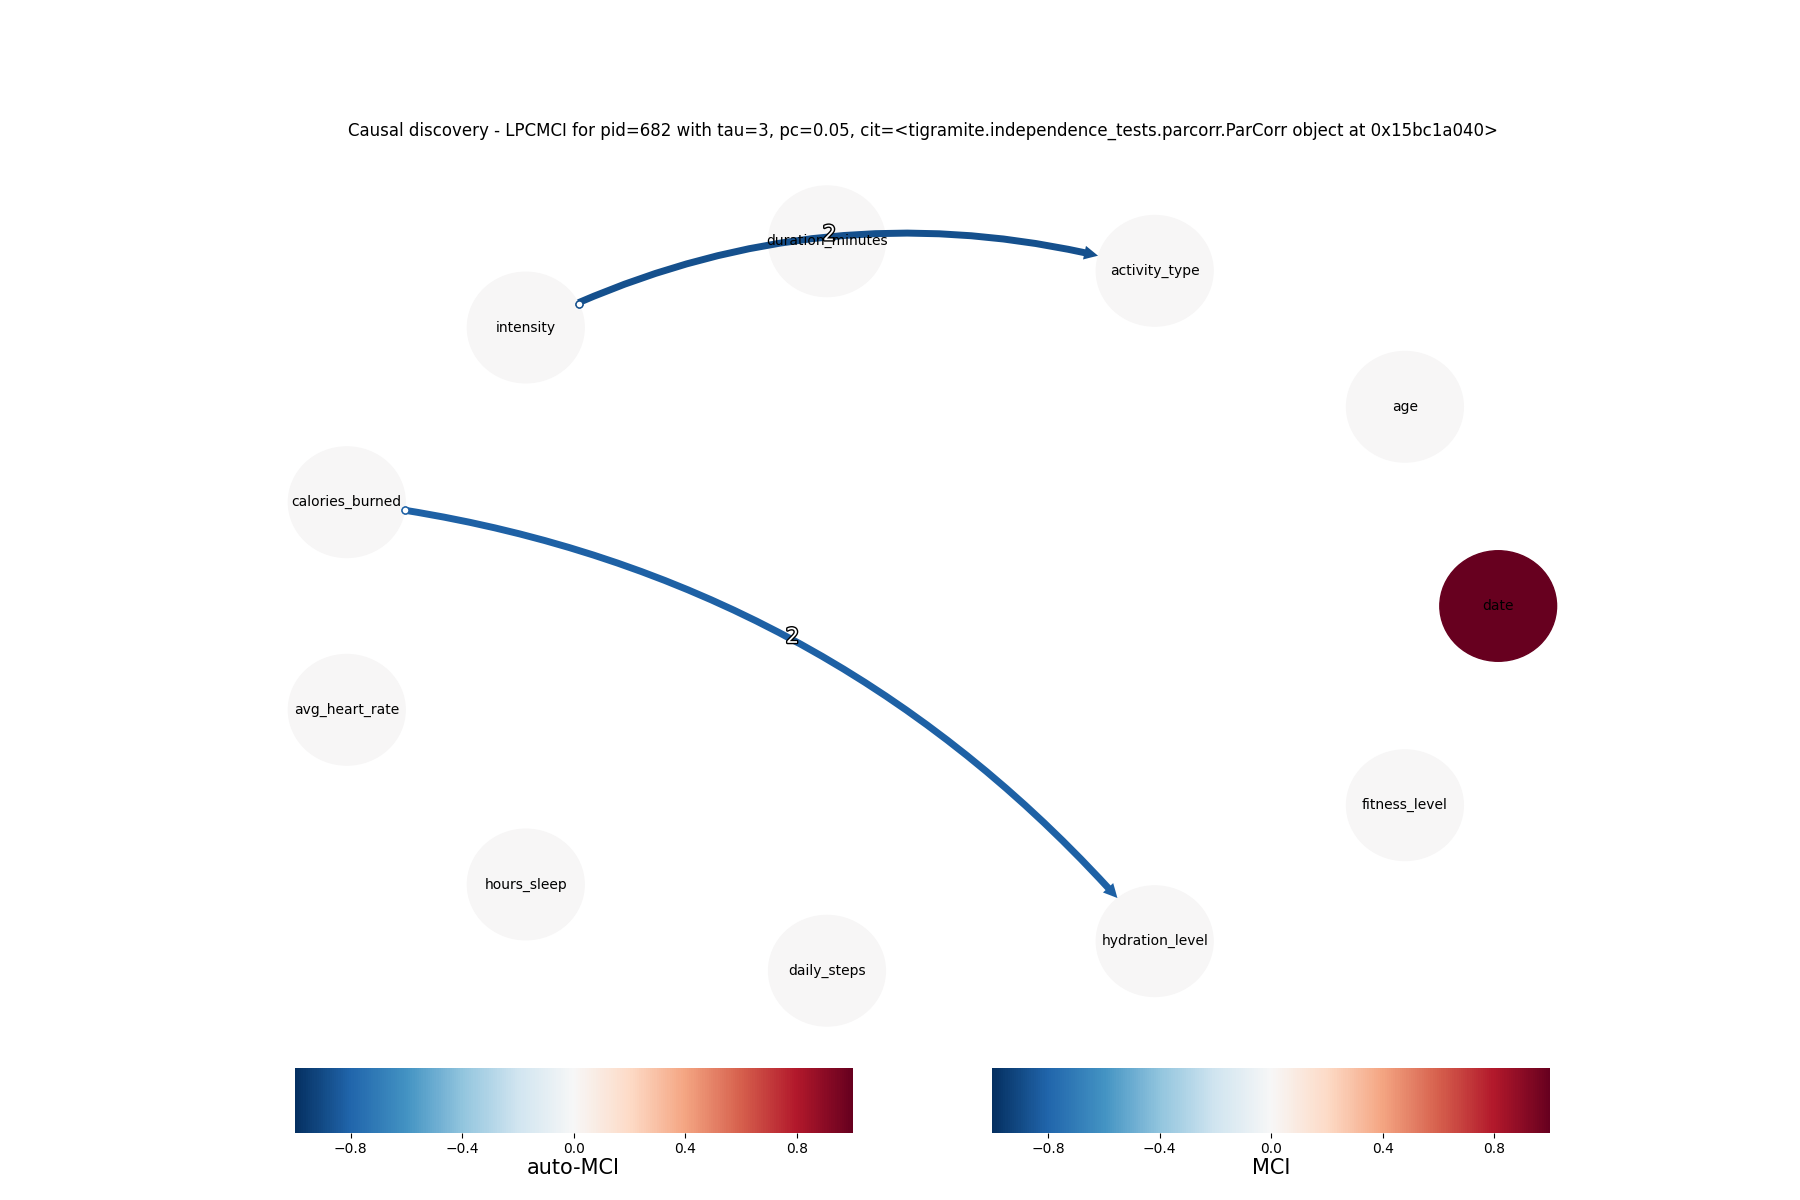 Causal discovery - LPCMCI for pid=682 with tau=3, pc=0.05, cit=<tigramite.independence_tests.parcorr.ParCorr object at 0x15bc1a040>
2
duration_minutes
activity_type
intensity
age
calories_burned
date
2
avg_heart_rate
fitness_level
hours_sleep
hydration_level
daily_steps
−0.8 −0.4 0.0 0.4 0.8
auto-MCI
−0.8 −0.4 0.0 0.4 0.8
MCI